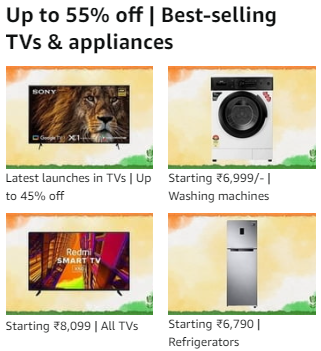 Up to 55% off | Best-selling
TVs & appliances
SONY
Google TV X1
Latest launches in TVs | Up
to 45% off
Starting ₹6,999/- |
Washing machines
Redmi
SMART TV
Starting ₹8,099 | All TVs
Starting ₹6,790 |
Refrigerators